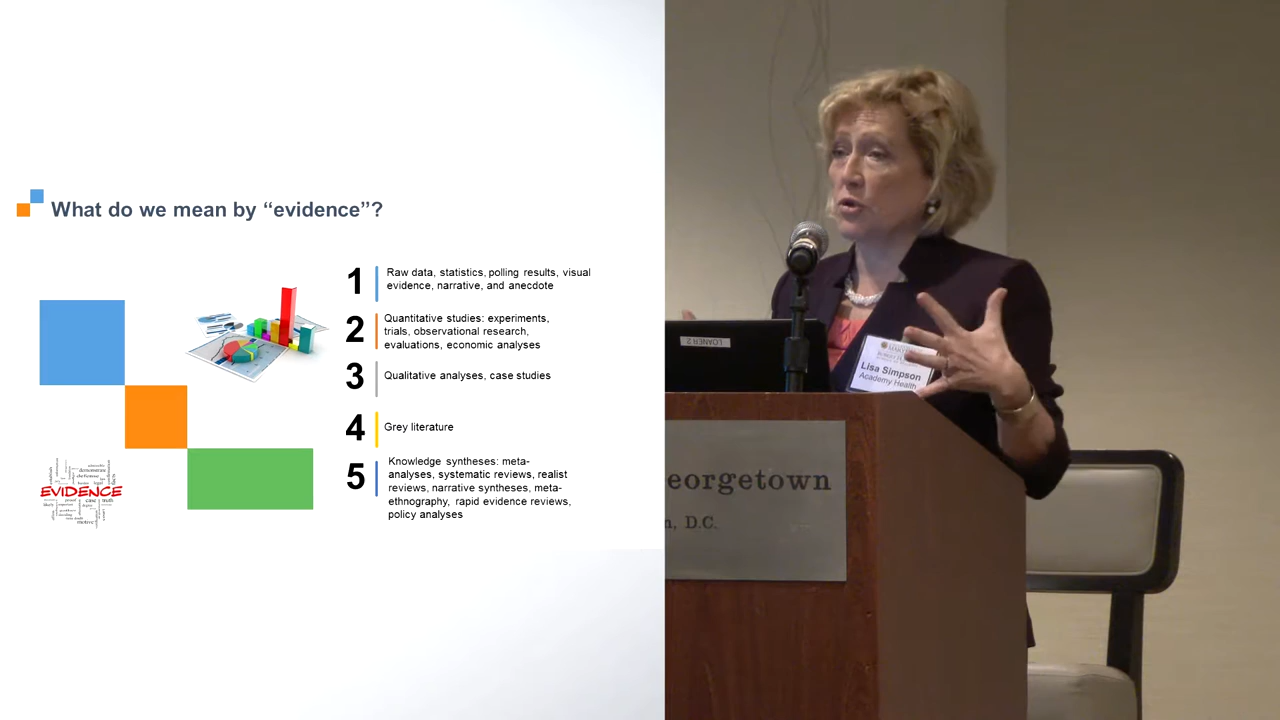 What do we mean by “evidence”?
1
Raw data, statistics, polling results, visual
evidence, narrative, and anecdote
2
Quantitative studies: experiments,
trials, observational research,
evaluations, economic analyses
3
Qualitative analyses, case studies
4
Grey literature
5
Knowledge syntheses: meta-
analyses, systematic reviews, realist
reviews, narrative syntheses, meta-
ethnography, rapid evidence reviews,
policy analyses
EVIDENCE
LOANER 2
Lisa Simpson
Academy Health
eorgetown
n, D.C.